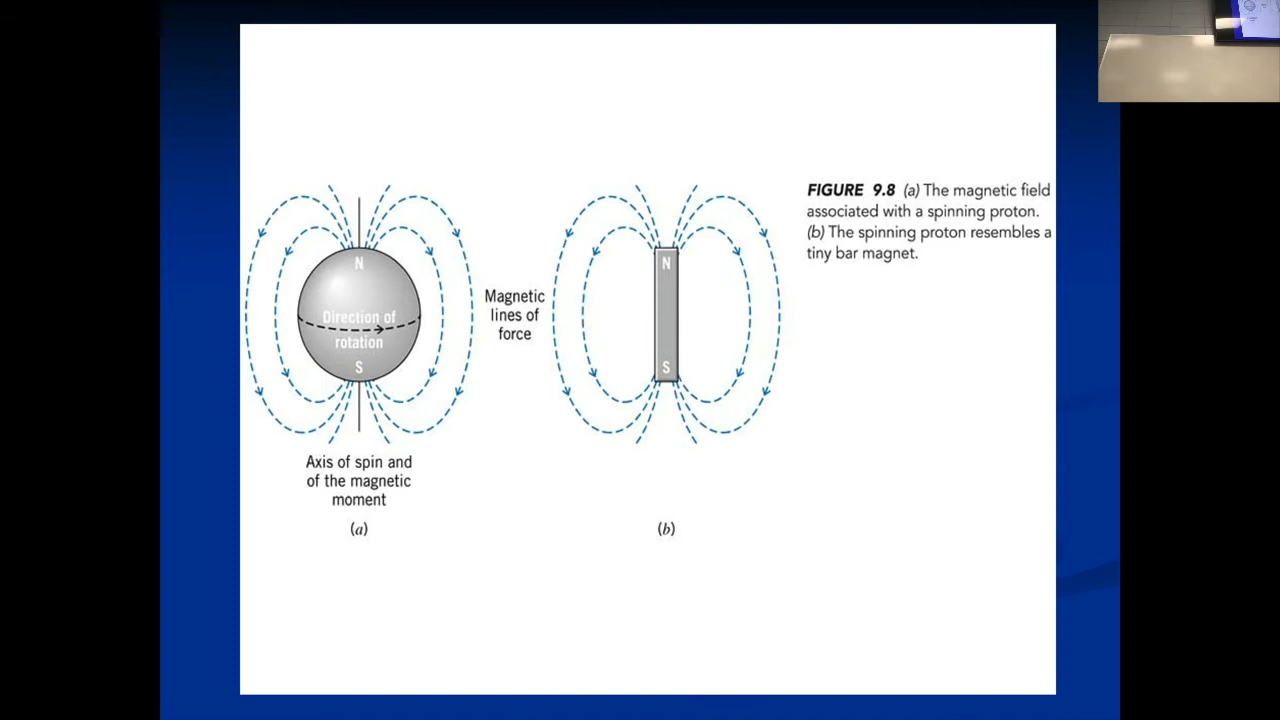 FIGURE 9.8 (a) The magnetic field
associated with a spinning proton.
(b) The spinning proton resembles a
tiny bar magnet.
N
Direction of
rotation
S
Axis of spin and
of the magnetic
moment
(a)
Magnetic
lines of
force
N
S
(b)